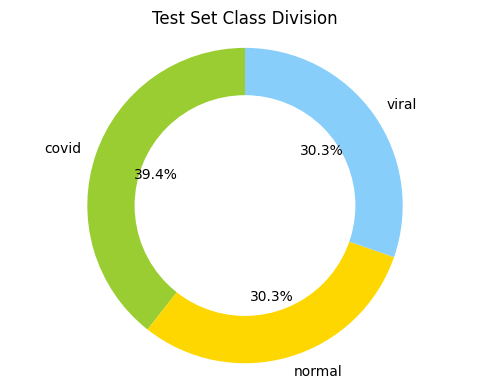 Test Set Class Division
viral
covid
30.3%
39.4%
30.3%
normal